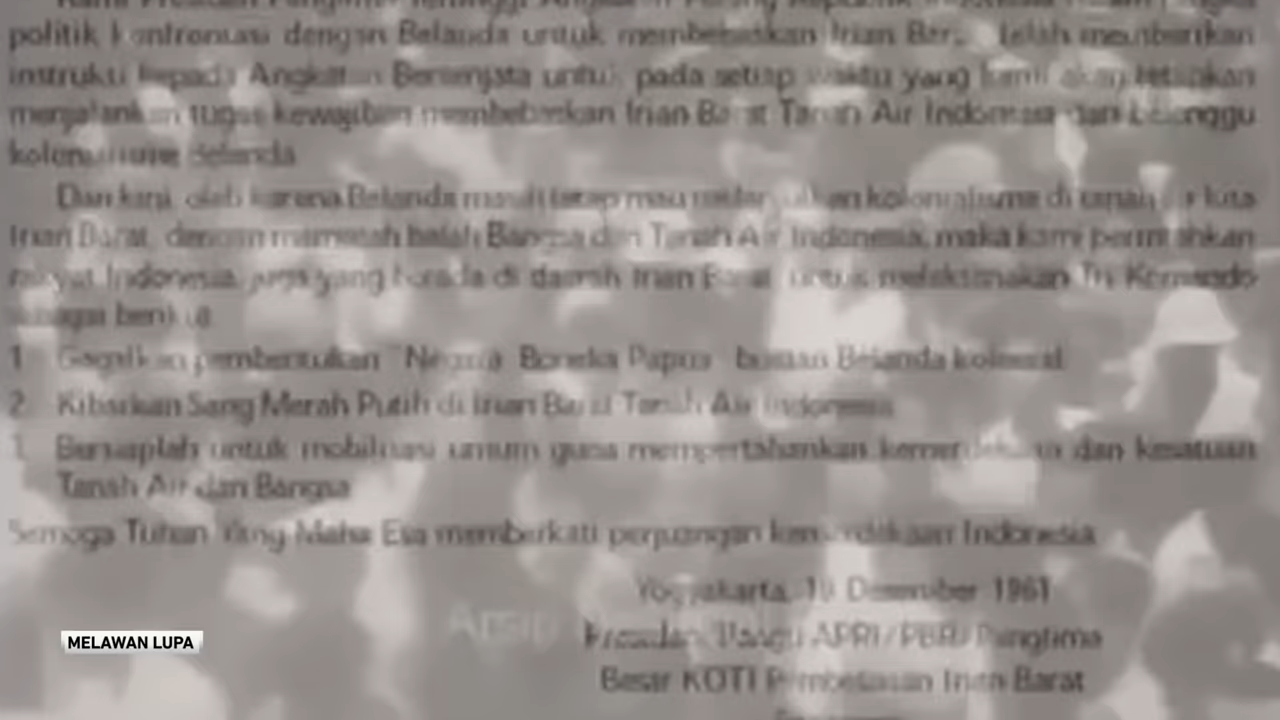 politik konfrontasi dengan Belanda untuk membebaskan Irian Barat telah memberikan
instruksi kepada Angkatan Bersenjata untuk pada setiap waktu yang kami akan tetapkan
menjalankan tugas kewajiban membebaskan Irian Barat Tanah Air Indonesia dari belenggu
kolonialisme Belanda
Dan kini oleh karena Belanda masih tetap mau melanjutkan kolonialisme di tanah air kita
Irian Barat, dengan memecah belah Bangsa dan Tanah Air Indonesia, maka kami perintahkan
rakyat Indonesia, juga yang berada di daerah Irian Barat untuk melaksanakan Tri Komando
sebagai berikut
1 Gagalkan pembentukan "Negara Boneka Papua" buatan Belanda kolonial
2 Kibarkan Sang Merah Putih di Irian Barat Tanah Air Indonesia
3 Bersiaplah untuk mobilisasi umum guna mempertahankan kemerdekaan dan kesatuan
Tanah Air dan Bangsa
Semoga Tuhan Yang Maha Esa memberkati perjuangan kemerdekaan Indonesia
Yogyakarta, 19 Desember 1961
Presiden/Pangti APRI/PBR/Panglima
Besar KOTI Pembebasan Irian Barat
MELAWAN LUPA